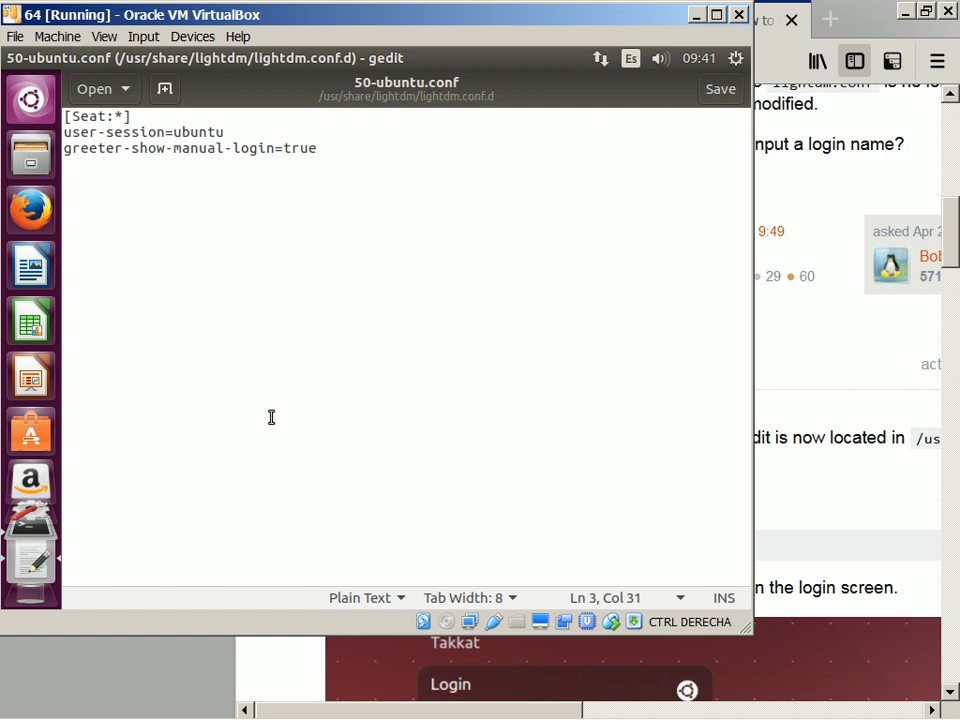 64 [Running] - Oracle VM VirtualBox
File Machine View Input Devices Help
50-ubuntu.conf (/usr/share/lightdm/lightdm.conf.d) - gedit
Es
09:41
Open
50-ubuntu.conf
/usr/share/lightdm/lightdm.conf.d
Save
[Seat:*]
user-session=ubuntu
greeter-show-manual-login=true
Plain Text
Tab Width: 8
Ln 3, Col 31
INS
CTRL DERECHA
w to
modified.
nput a login name?
9:49
asked Apr 2
29
60
Bob
571
act
dit is now located in /us
n the login screen.
Takkat
Login